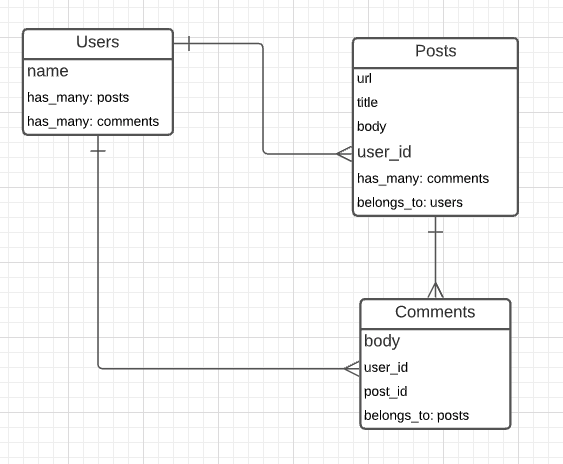 Users
name
has_many: posts
has_many: comments
Posts
url
title
body
user_id
has_many: comments
belongs_to: users
Comments
body
user_id
post_id
belongs_to: posts